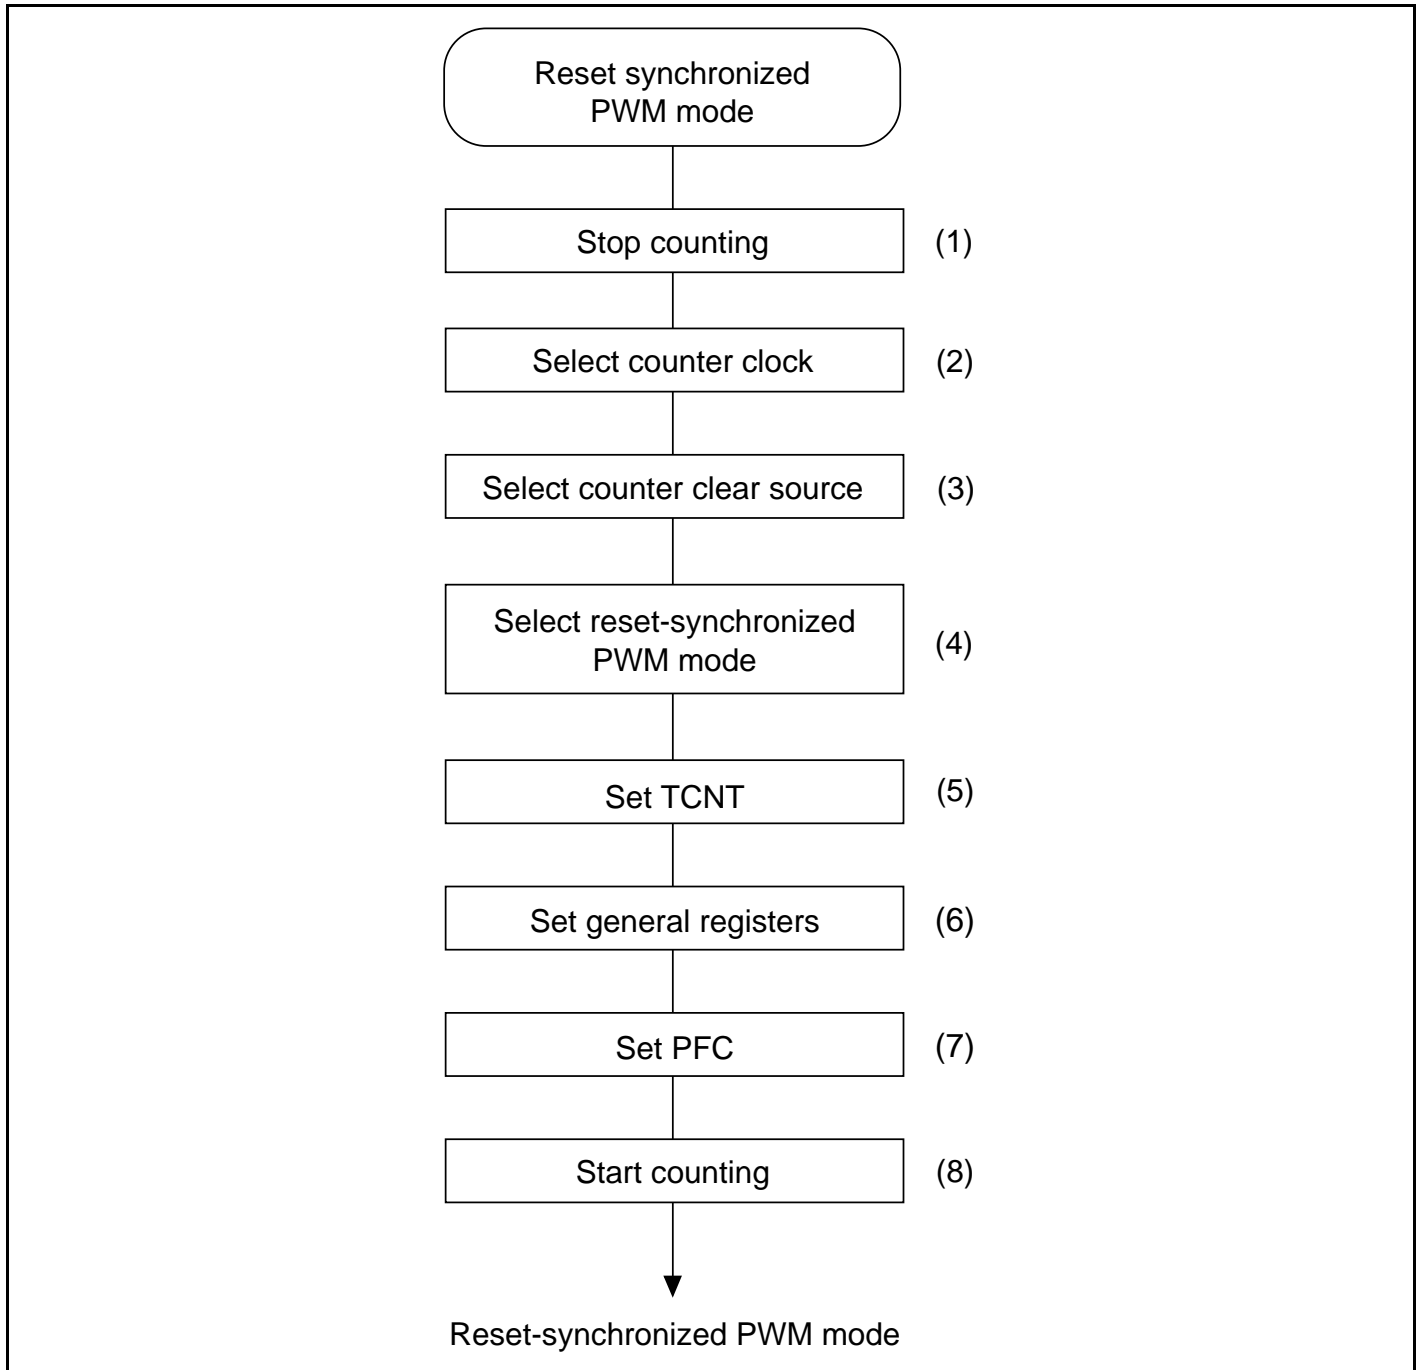 Reset synchronized
PWM mode
Stop counting (1)
Select counter clock (2)
Select counter clear source (3)
Select reset-synchronized
PWM mode
(4)
Set TCNT (5)
Set general registers (6)
Set PFC (7)
Start counting (8)
Reset-synchronized PWM mode